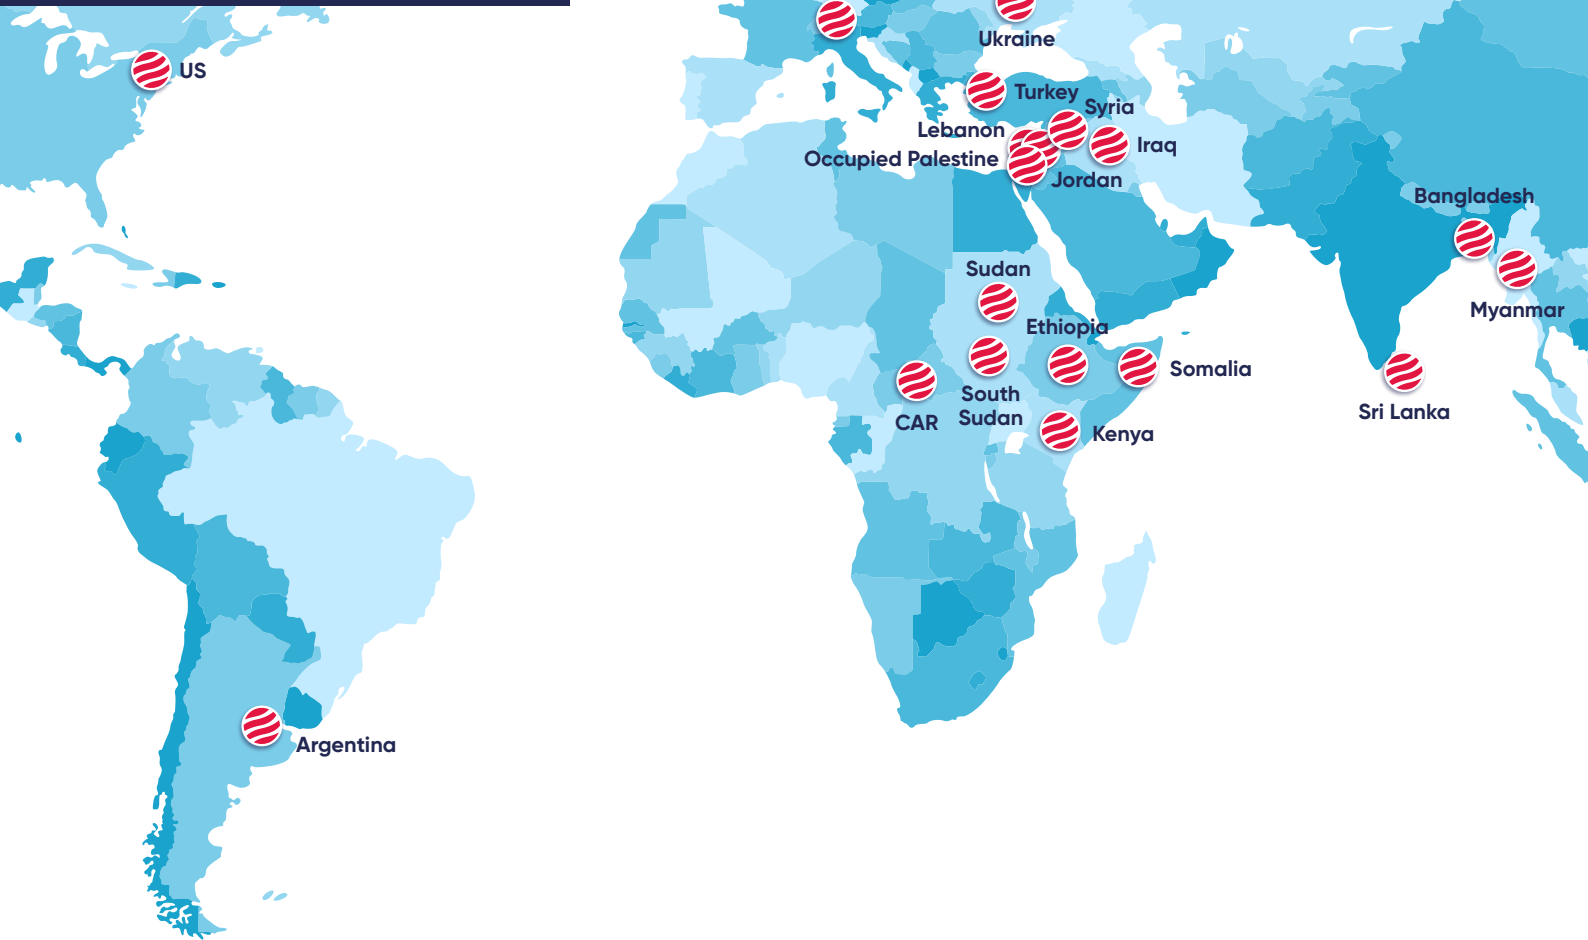 Ukraine
US
Turkey
Syria
Lebanon
Iraq
Occupied Palestine
Jordan
Bangladesh
Sudan
Myanmar
Ethiopia
Somalia
South
Sudan
CAR
Sri Lanka
Kenya
Argentina